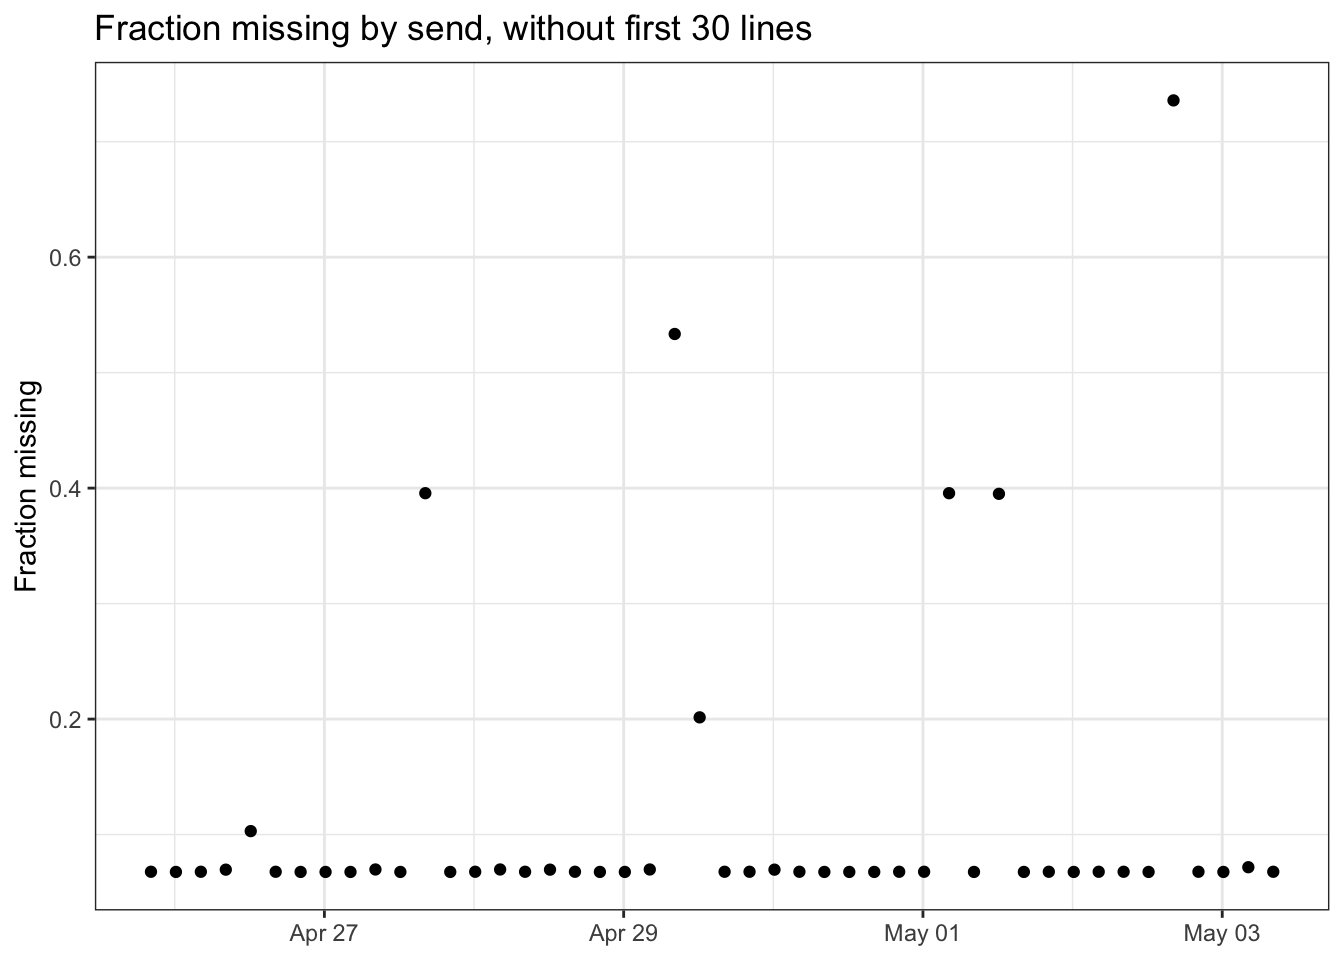 Fraction missing by send, without first 30 lines
Fraction missing
0.6
0.4
0.2
Apr 27
Apr 29
May 01
May 03